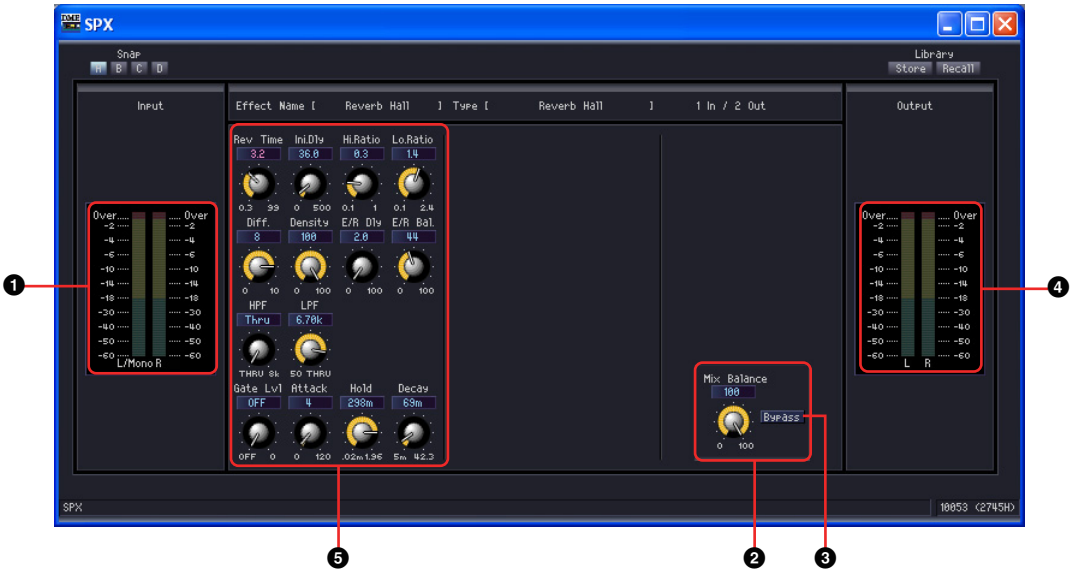 SPX
Snap
A B C D
Library
Store Recall
Input
Effect Name [ Reverb Hall ] Type [ Reverb Hall ] 1 In / 2 Out
Output
Rev Time Ini.Dly Hi.Ratio Lo.Ratio
3.2 36.0 0.3 1.4
0.3 99 0 500 0.1 1 0.1 2.4
Diff. Density E/R Dly E/R Bal.
8 100 2.0 44
0 10 0 100 0 100 0 100
HPF LPF
Thru 6.70k
THRU 8k 50 THRU
Gate Lvl Attack Hold Decay
OFF 4 298m 69m
OFF 0 0 120 .02m 1.96 5m 42.3
Over Over
-2 -2
-4 -4
-6 -6
-10 -10
-14 -14
-18 -18
-30 -30
-40 -40
-50 -50
-60 -60
L/Mono R
Mix Balance
100
Bypass
0 100
Over Over
-2 -2
-4 -4
-6 -6
-10 -10
-14 -14
-18 -18
-30 -30
-40 -40
-50 -50
-60 -60
L R
SPX
10053 (2745H)
1
4
5
2
3